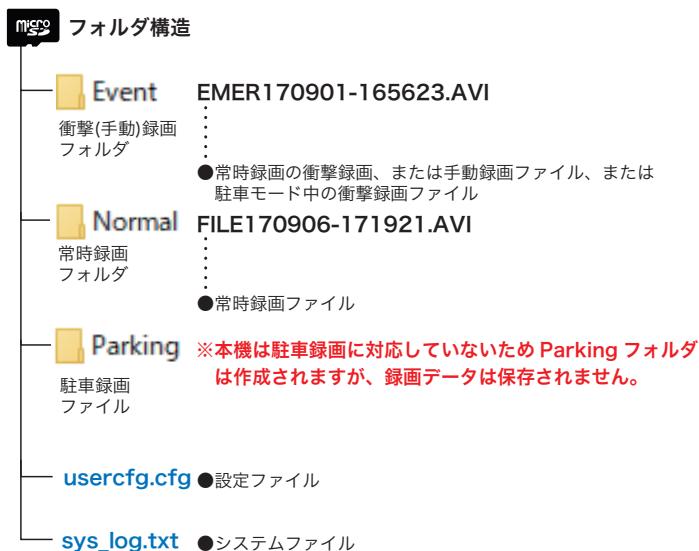 micro SD フォルダ構造
Event EMER170901-165623.AVI
衝撃(手動)録画
フォルダ
●常時録画の衝撃録画、または手動録画ファイル、または
駐車モード中の衝撃録画ファイル
Normal FILE170906-171921.AVI
常時録画
フォルダ
●常時録画ファイル
Parking ※本機は駐車録画に対応していないため Parking フォルダ
は作成されますが、録画データは保存されません。
駐車録画
ファイル
usercfg.cfg ●設定ファイル
sys_log.txt ●システムファイル